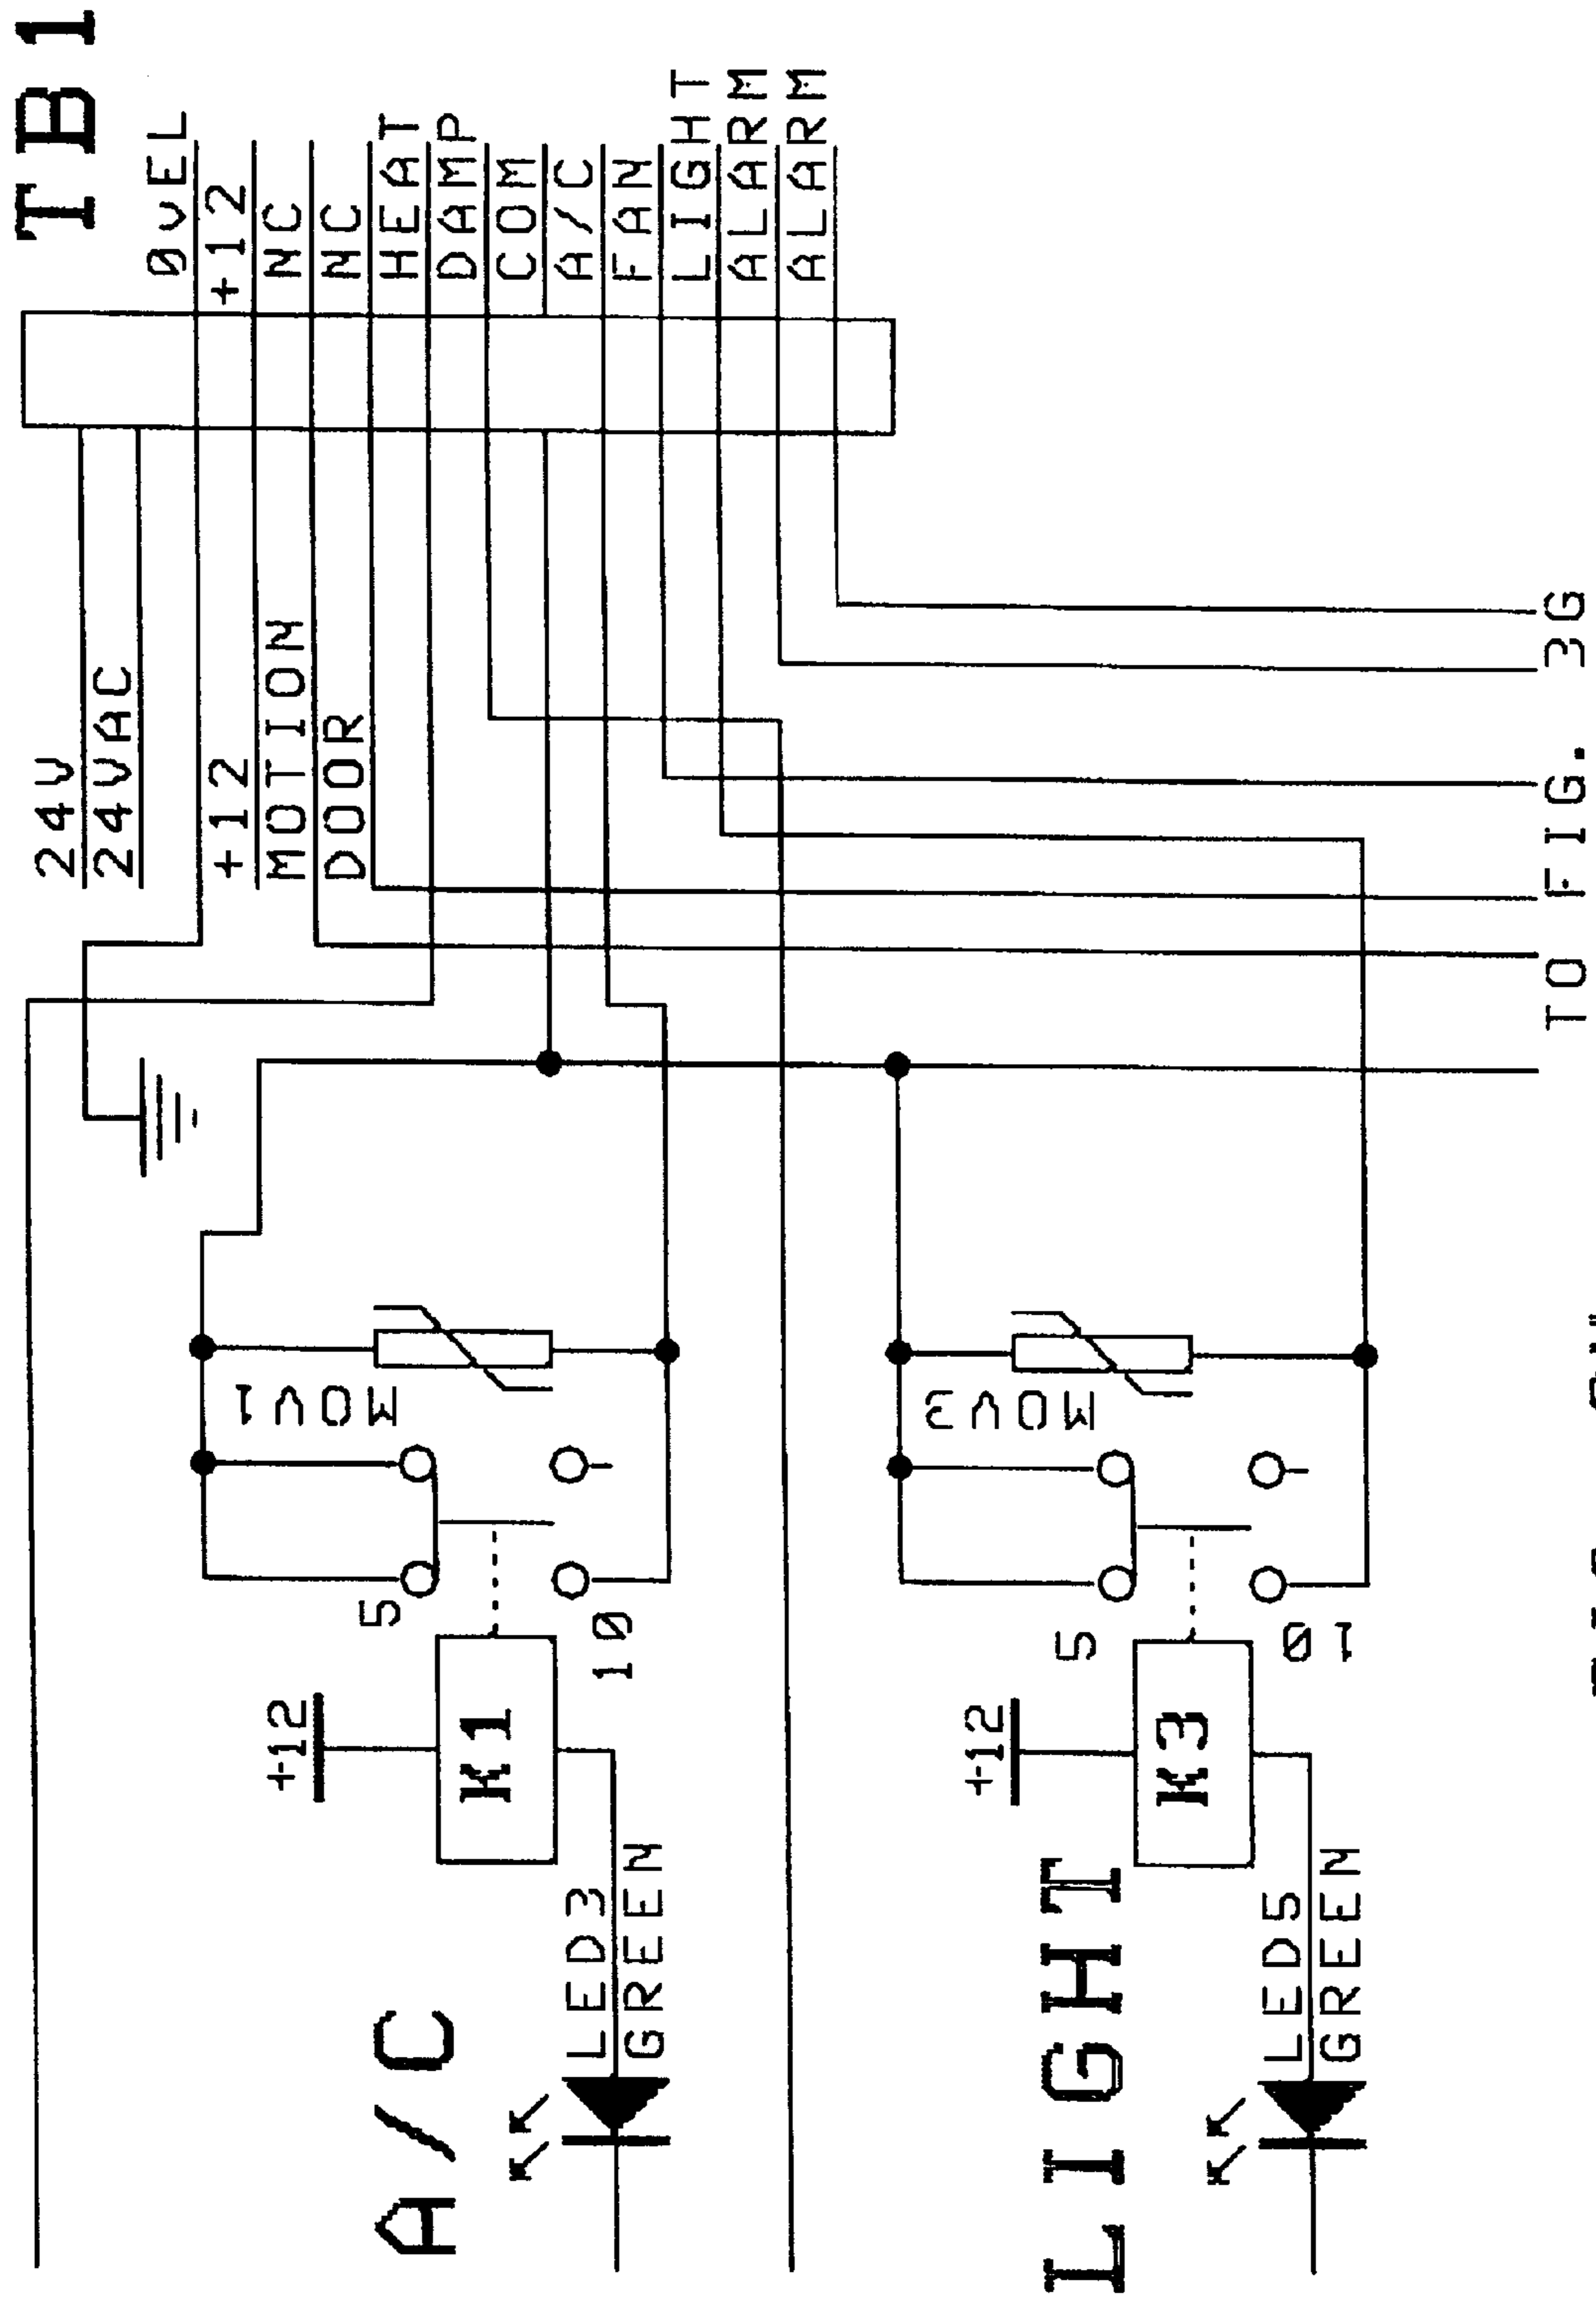 TB1
24V
24VAC
0vEL
+12
+12
MOTION
NC
DOOR
NC
HEAT
DAMP
COM
A/C
FAN
LIGHT
ALARM
ALARM
A/C
+12
K1
5
10
MOV1
LED3
GREEN
LIGHT
+12
K3
5
10
MOV3
LED5
GREEN
TO FIG. 3G